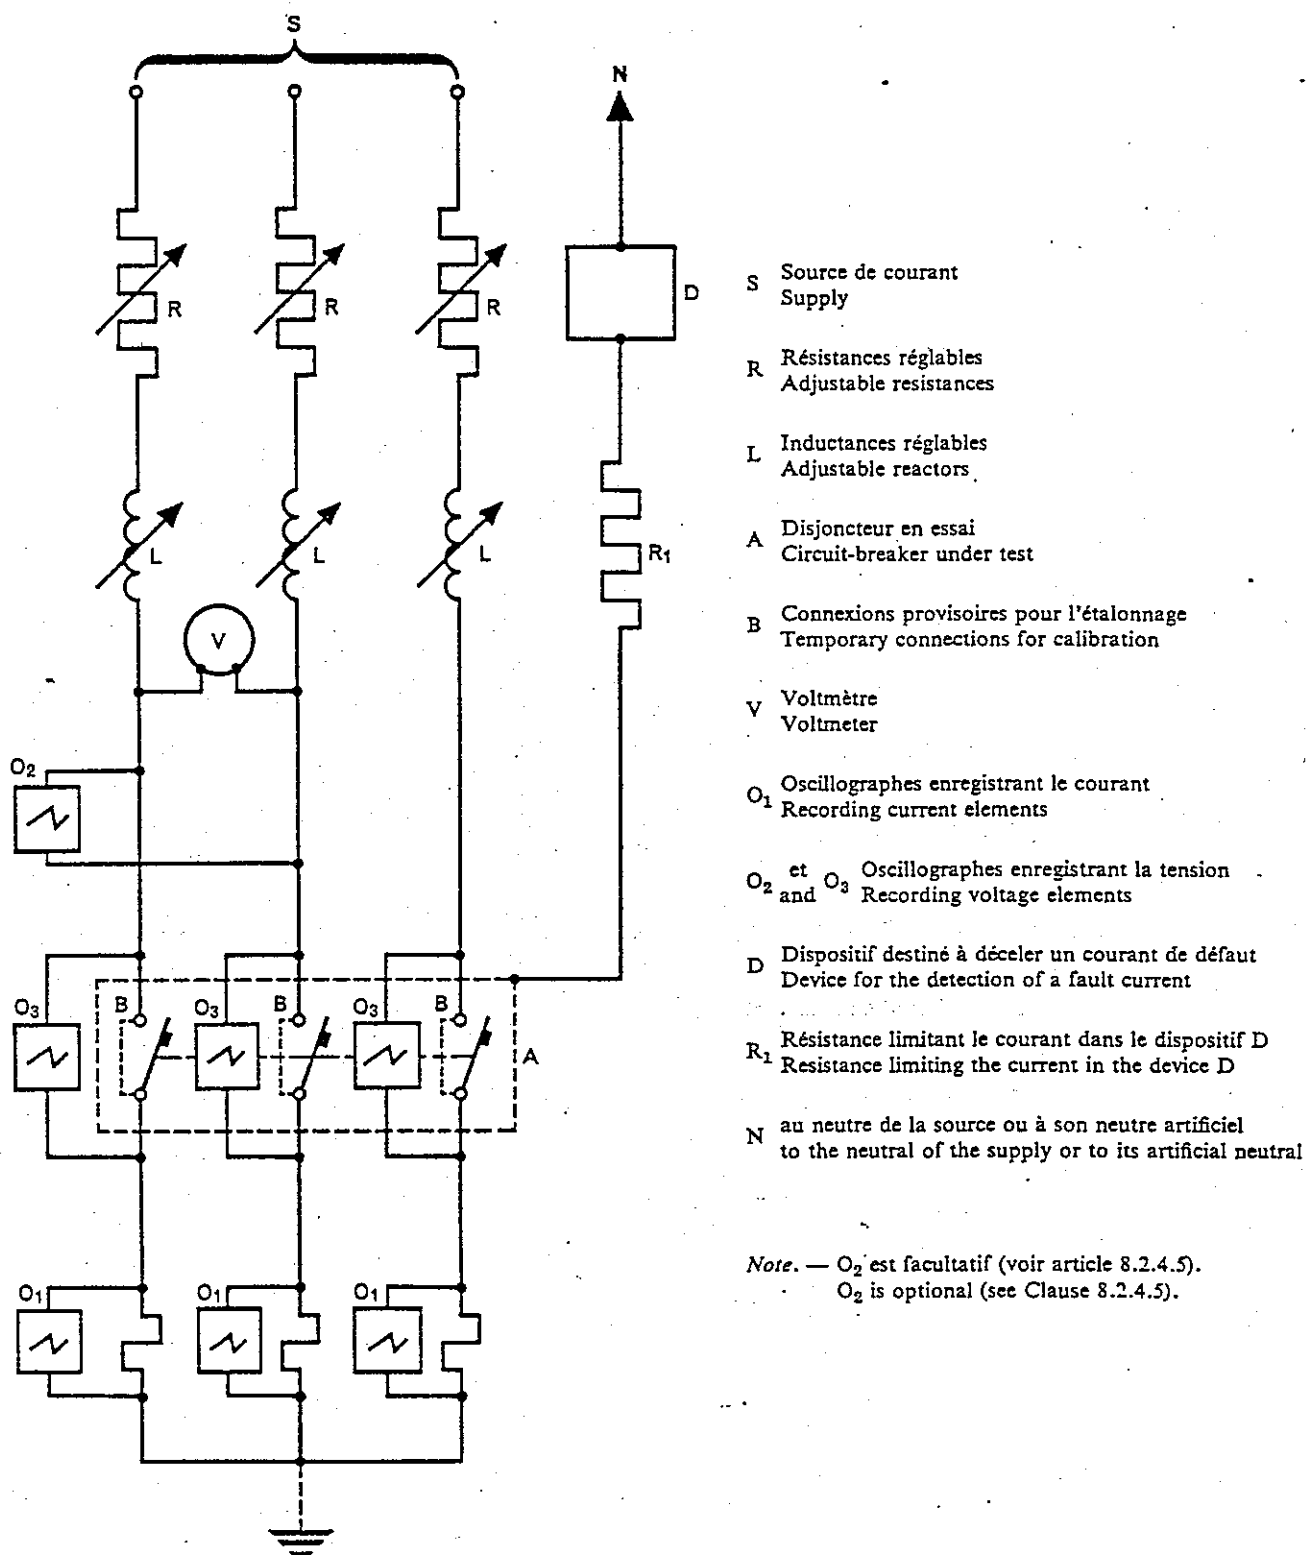 S
N
R
R
R
D
L
L
L
R₁
V
O₂
O₃
B
O₃
B
O₃
B
A
O₁
O₁
O₁
S Source de courant
Supply
R Résistances réglables
Adjustable resistances
L Inductances réglables
Adjustable reactors
A Disjoncteur en essai
Circuit-breaker under test
B Connexions provisoires pour l'étalonnage
Temporary connections for calibration
V Voltmètre
Voltmeter
O₁ Oscillographes enregistrant le courant
Recording current elements
O₂ et O₃ Oscillographes enregistrant la tension
and Recording voltage elements
D Dispositif destiné à déceler un courant de défaut
Device for the detection of a fault current
R₁ Résistance limitant le courant dans le dispositif D
Resistance limiting the current in the device D
N au neutre de la source ou à son neutre artificiel
to the neutral of the supply or to its artificial neutral
Note. — O₂ est facultatif (voir article 8.2.4.5).
O₂ is optional (see Clause 8.2.4.5).